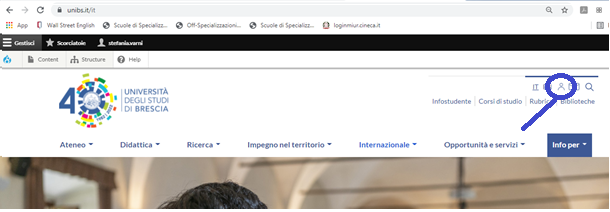 unibs.it/it
App
Wall Street English
Scuole di Specializz...
Off-Specializzazioni...
Scuole di Specializz...
loginmiur.cineca.it
Gestisci
Scorciatoie
stefania.varni
Content
Structure
Help
40
UNIVERSITÀ
DEGLI STUDI
DI BRESCIA
IT
Infostudente
Corsi di studio
Rubrica
Biblioteche
Ateneo
Didattica
Ricerca
Impegno nel territorio
Internazionale
Opportunità e servizi
Info per